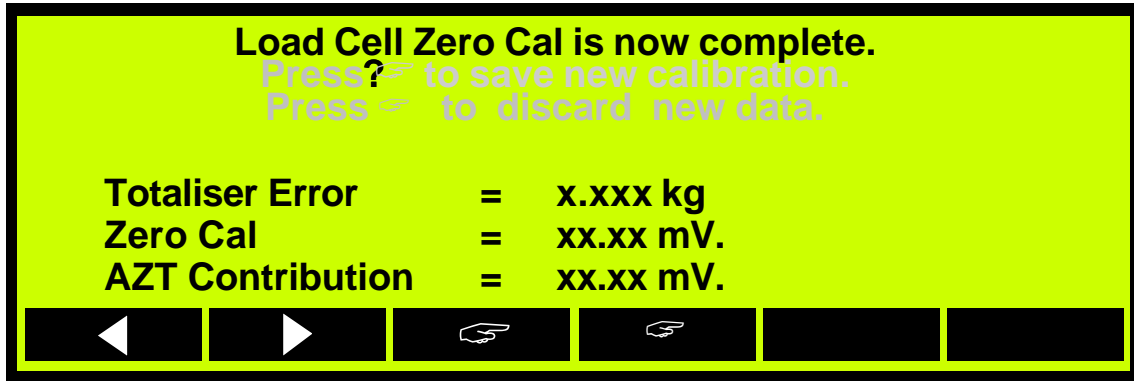 Load Cell Zero Cal is now complete.
Press?☞ to save new calibration.
Press ☞ to discard new data.
Totaliser Error = x.xxx kg
Zero Cal = xx.xx mV.
AZT Contribution = xx.xx mV.